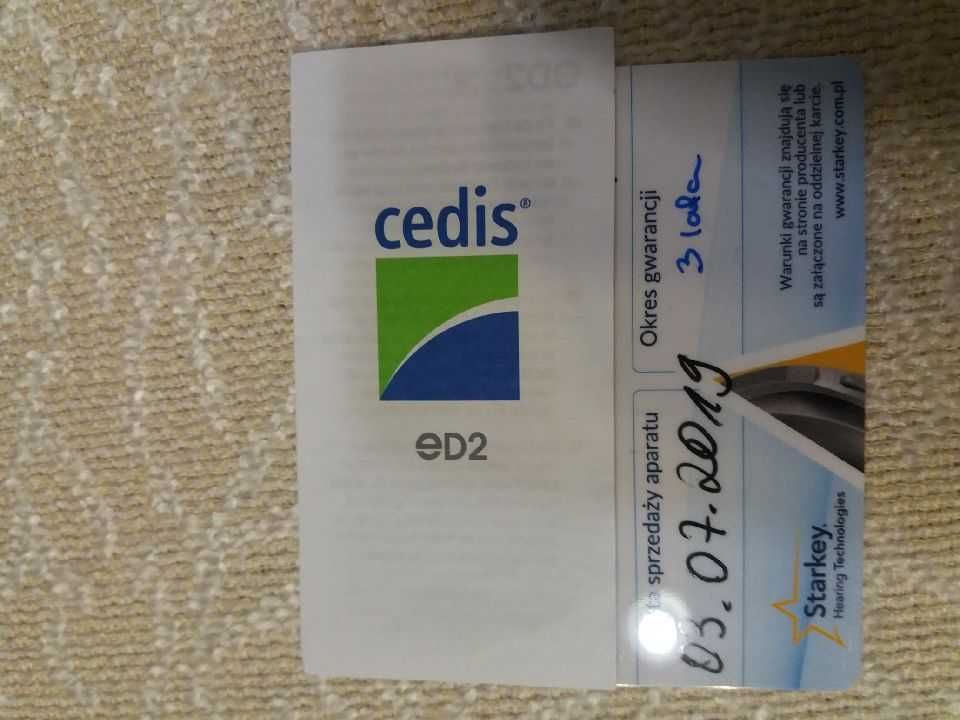 cedis®
eD2
ta sprzedaży aparatu
03.07.2019
Okres gwarancji
3 lata
Warunki gwarancji znajdują się
na stronie producenta lub
są załączone na oddzielnej karcie.
www.starkey.com.pl
Starkey.
Hearing Technologies